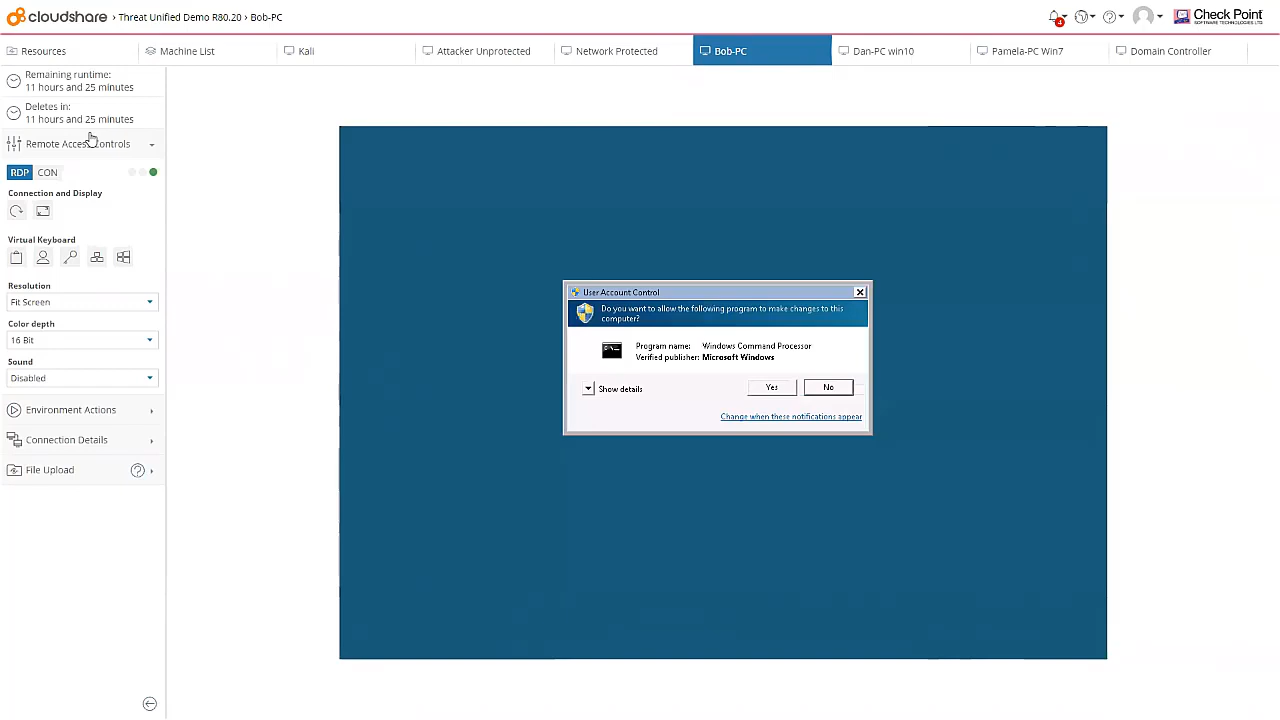 cloudshare › Threat Unified Demo R80.20 › Bob-PC
4
Check Point
SOFTWARE TECHNOLOGIES LTD.
Resources
Machine List
Kali
Attacker Unprotected
Network Protected
Bob-PC
Dan-PC win10
Pamela-PC Win7
Domain Controller
Remaining runtime:
11 hours and 25 minutes
Deletes in:
11 hours and 25 minutes
Remote Access Controls
RDP CON
Connection and Display
Virtual Keyboard
Resolution
Fit Screen
Color depth
16 Bit
Sound
Disabled
Environment Actions
Connection Details
File Upload
User Account Control
Do you want to allow the following program to make changes to this
computer?
Program name: Windows Command Processor
Verified publisher: Microsoft Windows
Show details
Yes
No
Change when these notifications appear